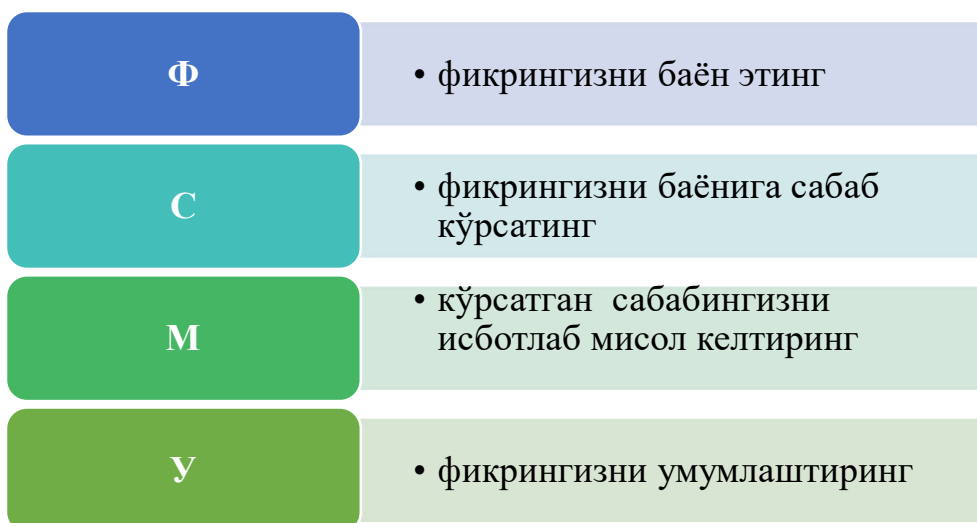 Ф
• фикрингизни баён этинг
С
• фикрингизни баёнига сабаб
кўрсатинг
М
• кўрсатган сабабингизни
исботлаб мисол келтиринг
У
• фикрингизни умумлаштиринг